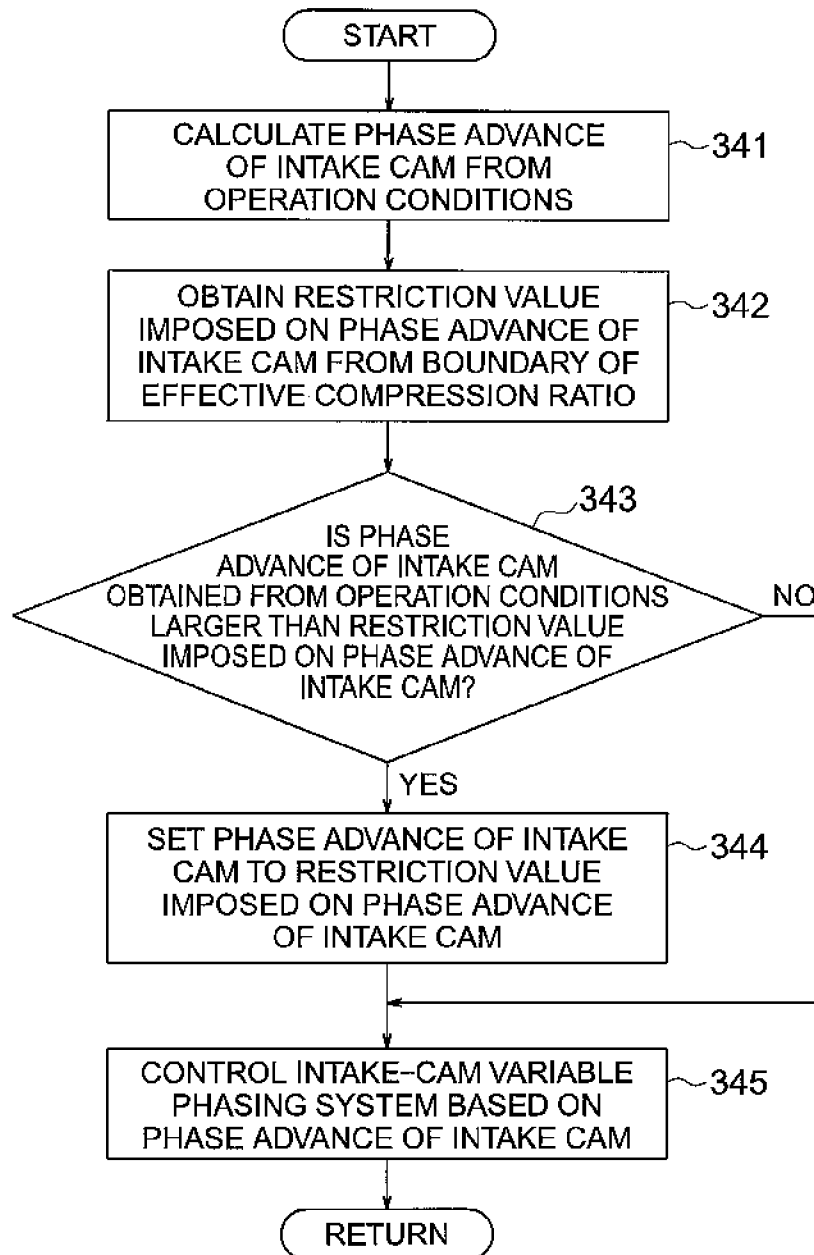 START
CALCULATE PHASE ADVANCE
OF INTAKE CAM FROM
OPERATION CONDITIONS
341
OBTAIN RESTRICTION VALUE
IMPOSED ON PHASE ADVANCE OF
INTAKE CAM FROM BOUNDARY OF
EFFECTIVE COMPRESSION RATIO
342
343
IS PHASE
ADVANCE OF INTAKE CAM
OBTAINED FROM OPERATION CONDITIONS
LARGER THAN RESTRICTION VALUE
IMPOSED ON PHASE ADVANCE OF
INTAKE CAM?
NO
YES
SET PHASE ADVANCE OF INTAKE
CAM TO RESTRICTION VALUE
IMPOSED ON PHASE ADVANCE
OF INTAKE CAM
344
CONTROL INTAKE-CAM VARIABLE
PHASING SYSTEM BASED ON
PHASE ADVANCE OF INTAKE CAM
345
RETURN